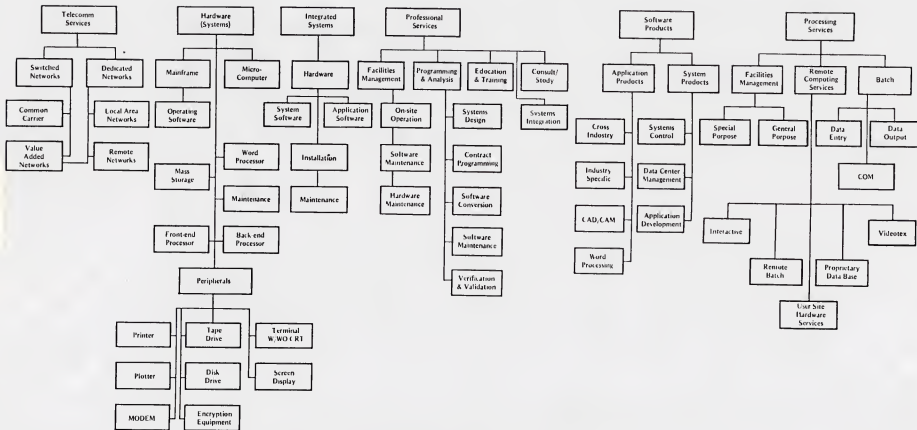 Telecomm
Services
Switched
Networks
Dedicated
Networks
Common
Carrier
Local Area
Networks
Value
Added
Networks
Remote
Networks
Hardware
(Systems)
Mainframe
Micro-
Computer
Operating
Software
Word
Processor
Mass
Storage
Maintenance
Front-end
Processor
Back-end
Processor
Peripherals
Printer
Tape
Drive
Terminal
W/WO CRT
Plotter
Disk
Drive
Screen
Display
MODEM
Encryption
Equipment
Integrated
Systems
Hardware
System
Software
Application
Software
Installation
Maintenance
Professional
Services
Facilities
Management
Programming
& Analysis
Education
& Training
Consult/
Study
On-site
Operation
Systems
Design
Systems
Integration
Software
Maintenance
Contract
Programming
Hardware
Maintenance
Software
Conversion
Software
Maintenance
Verification
& Validation
Software
Products
Application
Products
System
Products
Cross
Industry
Systems
Control
Industry
Specific
Data Center
Management
CAD,CAM
Application
Development
Word
Processing
Processing
Services
Facilities
Management
Remote
Computing
Services
Batch
Special
Purpose
General
Purpose
Data
Entry
Data
Output
COM
Interactive
Videotex
Remote
Batch
Proprietary
Data Base
User Site
Hardware
Services